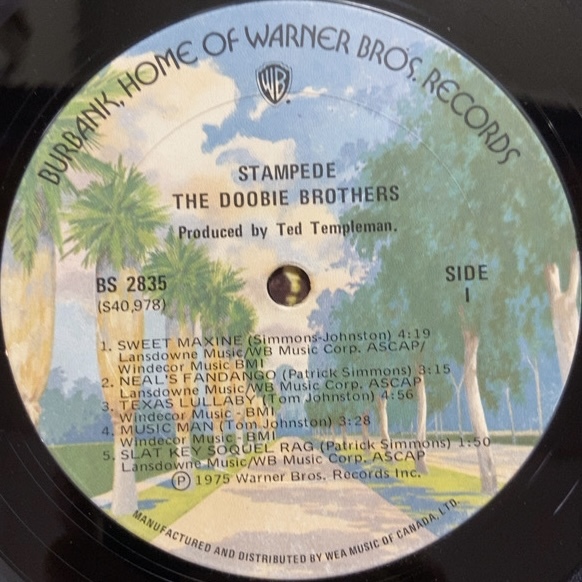 BURBANK, HOME OF WARNER BROS. RECORDS
WB
STAMPEDE
THE DOOBIE BROTHERS
Produced by Ted Templeman.
BS 2835
(S40,978)
SIDE
1
1. SWEET MAXINE (Simmons-Johnston) 4:19
Lansdowne Music/WB Music Corp. ASCAP/
Windecor Music BMI
2. NEAL'S FANDANGO (Patrick Simmons) 3:15
Lansdowne Music/WB Music Corp. ASCAP
3. TEXAS LULLABY (Tom Johnston) 4:56
Windecor Music - BMI
4. MUSIC MAN (Tom Johnston) 3:28
Windecor Music - BMI
5. SLAT KEY SOQUEL RAG (Patrick Simmons) 1:50
Lansdowne Music/WB Music Corp. ASCAP
Ⓟ 1975 Warner Bros. Records Inc.
MANUFACTURED AND DISTRIBUTED BY WEA MUSIC OF CANADA, LTD.